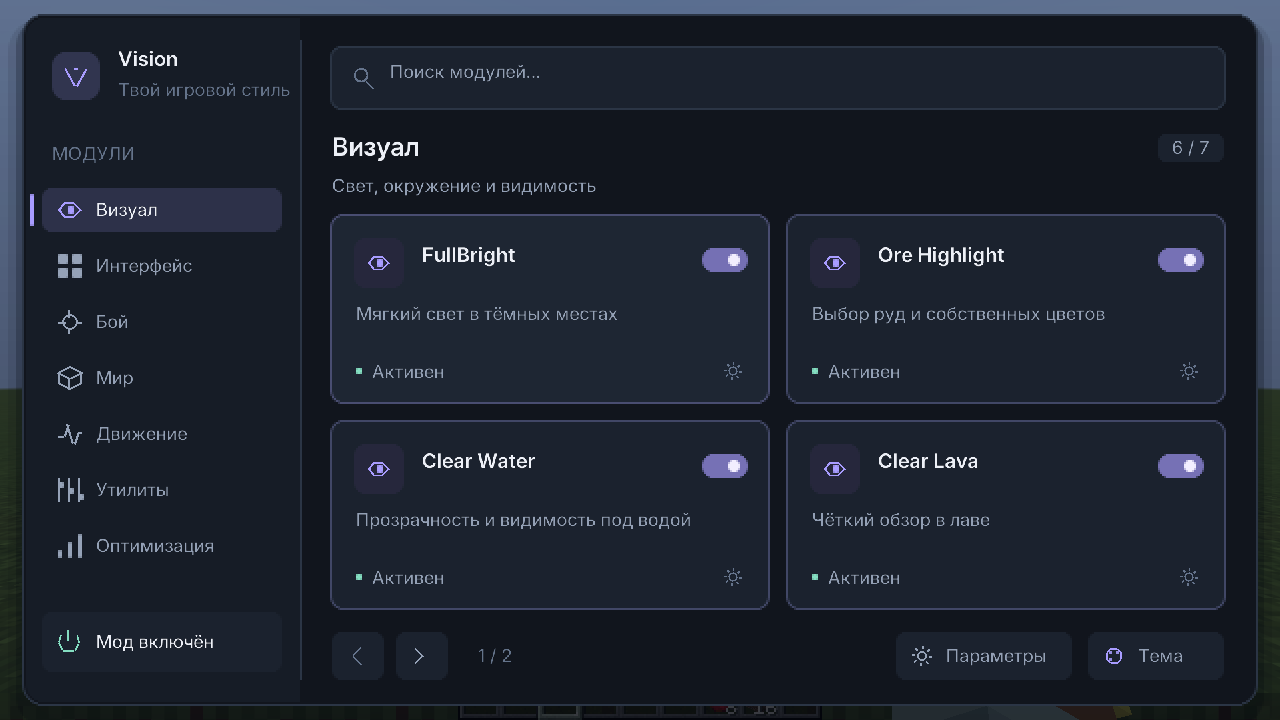 Vision
Твой игровой стиль
МОДУЛИ
Визуал
Интерфейс
Бой
Мир
Движение
Утилиты
Оптимизация
Мод включён
Поиск модулей...
Визуал
6 / 7
Свет, окружение и видимость
FullBright
Мягкий свет в тёмных местах
Активен
Ore Highlight
Выбор руд и собственных цветов
Активен
Clear Water
Прозрачность и видимость под водой
Активен
Clear Lava
Чёткий обзор в лаве
Активен
1 / 2
Параметры
Тема